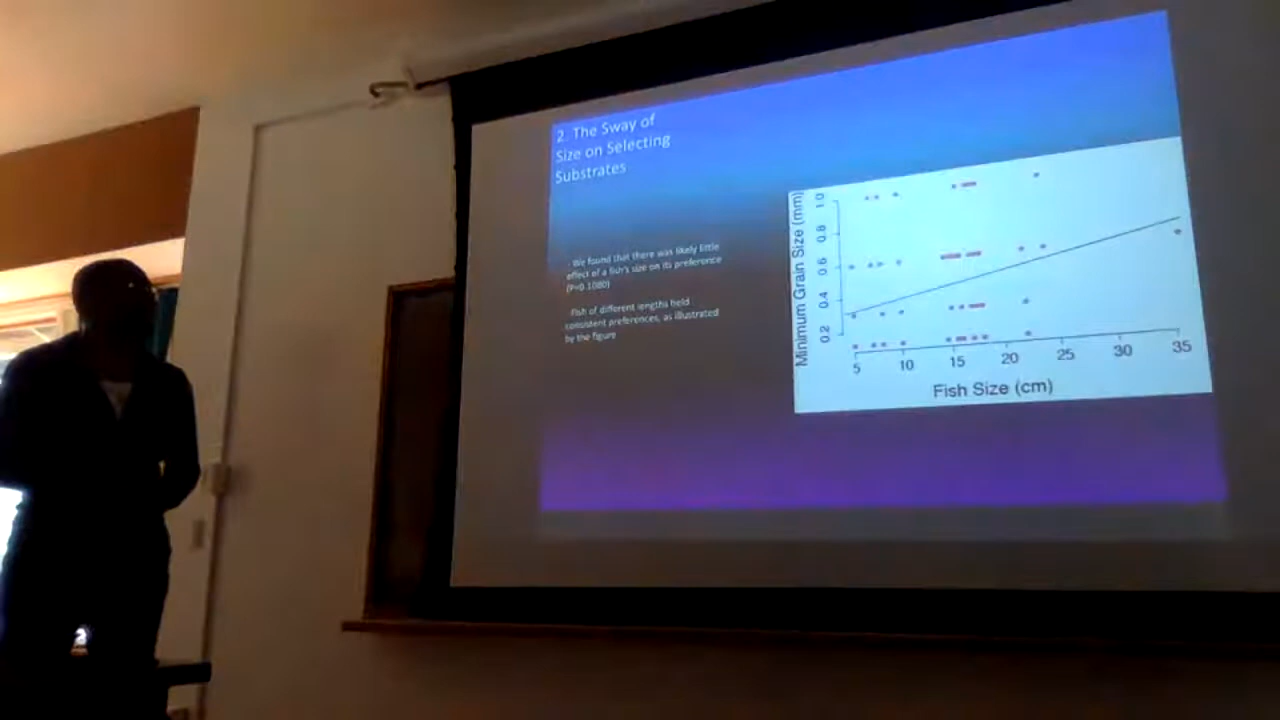 2. The Sway of
Size on Selecting
Substrates
- We found that there was likely little
effect of a fish's size on its preference
(P=0.1080)
Fish of different lengths held
consistent preferences, as illustrated
by the figure
Minimum Grain Size (mm)
1.0
0.8
0.6
0.4
0.2
5 10 15 20 25 30 35
Fish Size (cm)